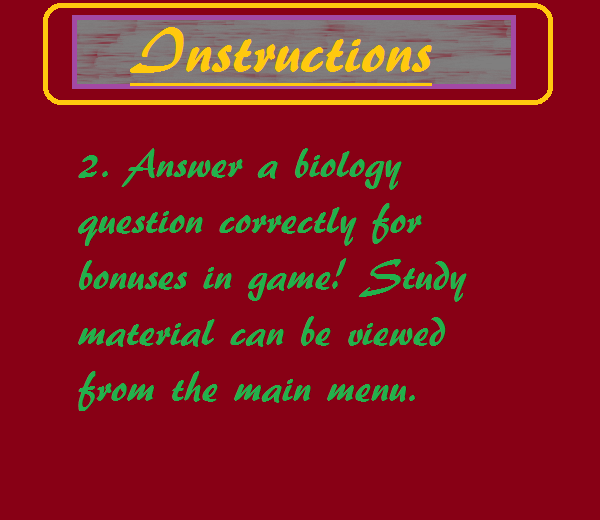 Instructions
2. Answer a biology
question correctly for
bonuses in game! Study
material can be viewed
from the main menu.